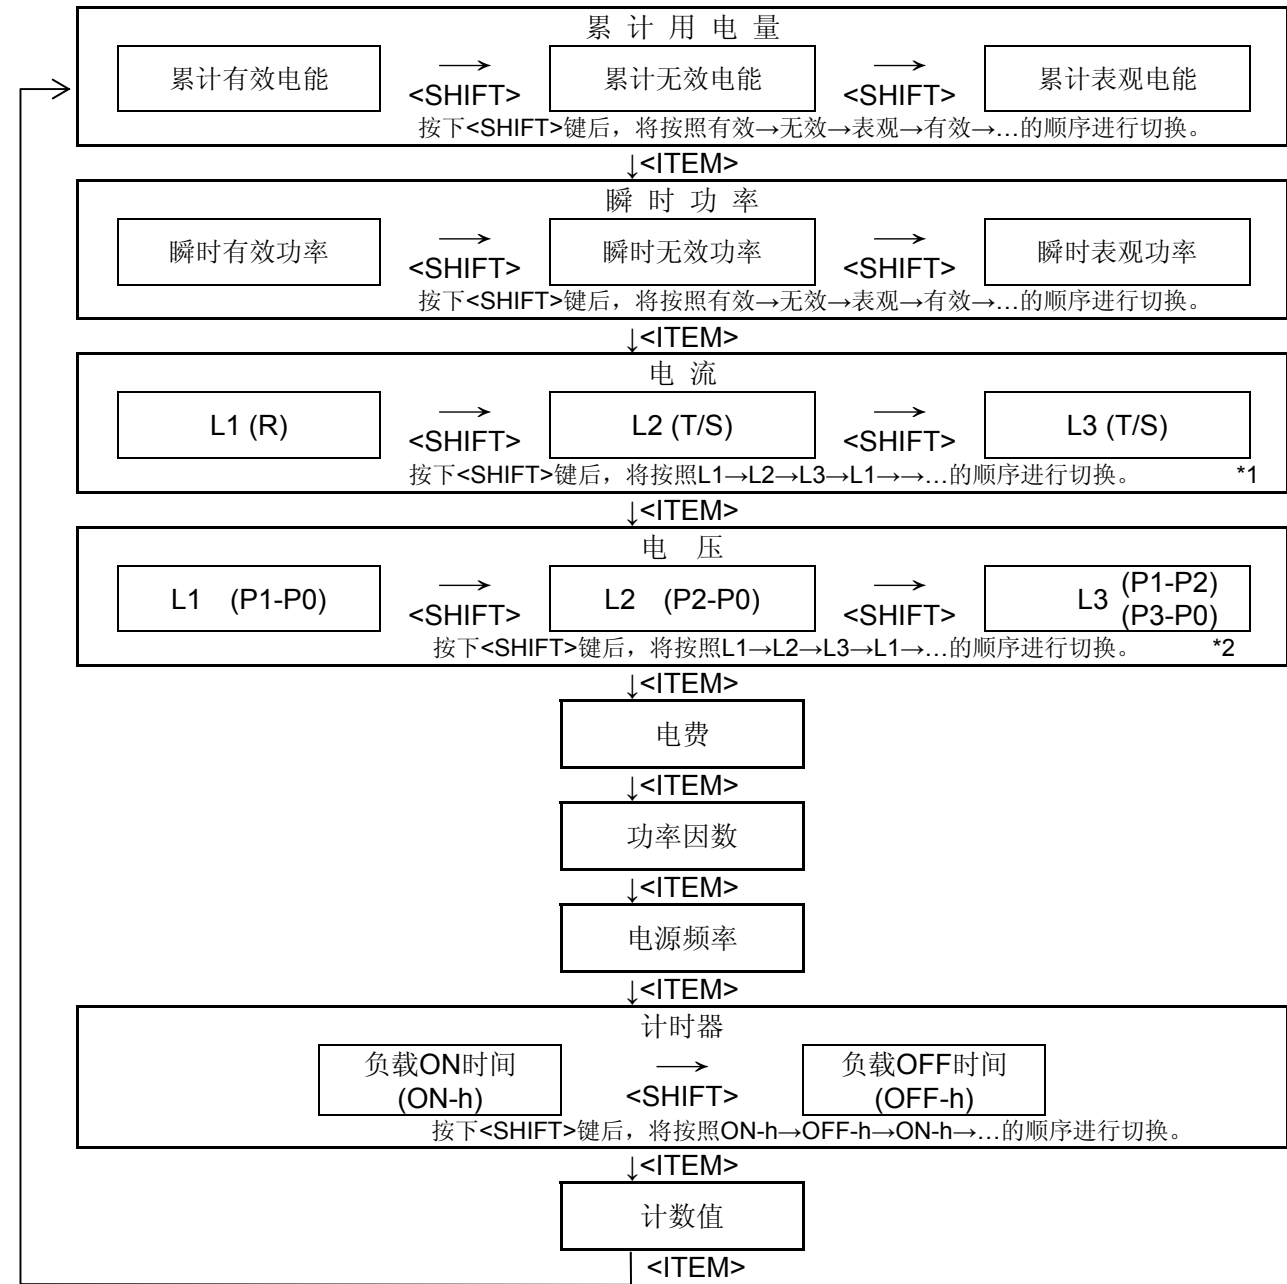 累 计 用 电 量
累计有效电能 → <SHIFT> 累计无效电能 → <SHIFT> 累计表观电能
按下<SHIFT>键后，将按照有效→无效→表观→有效→…的顺序进行切换。
↓<ITEM>
瞬 时 功 率
瞬时有效功率 → <SHIFT> 瞬时无效功率 → <SHIFT> 瞬时表观功率
按下<SHIFT>键后，将按照有效→无效→表观→有效→…的顺序进行切换。
↓<ITEM>
电 流
L1 (R) → <SHIFT> L2 (T/S) → <SHIFT> L3 (T/S)
按下<SHIFT>键后，将按照L1→L2→L3→L1→→…的顺序进行切换。 *1
↓<ITEM>
电 压
L1 (P1-P0) → <SHIFT> L2 (P2-P0) → <SHIFT> L3 (P1-P2)
(P3-P0)
按下<SHIFT>键后，将按照L1→L2→L3→L1→…的顺序进行切换。 *2
↓<ITEM>
电费
↓<ITEM>
功率因数
↓<ITEM>
电源频率
↓<ITEM>
计时器
负载ON时间 → 负载OFF时间
(ON-h) <SHIFT> (OFF-h)
按下<SHIFT>键后，将按照ON-h→OFF-h→ON-h→…的顺序进行切换。
↓<ITEM>
计数值
<ITEM>